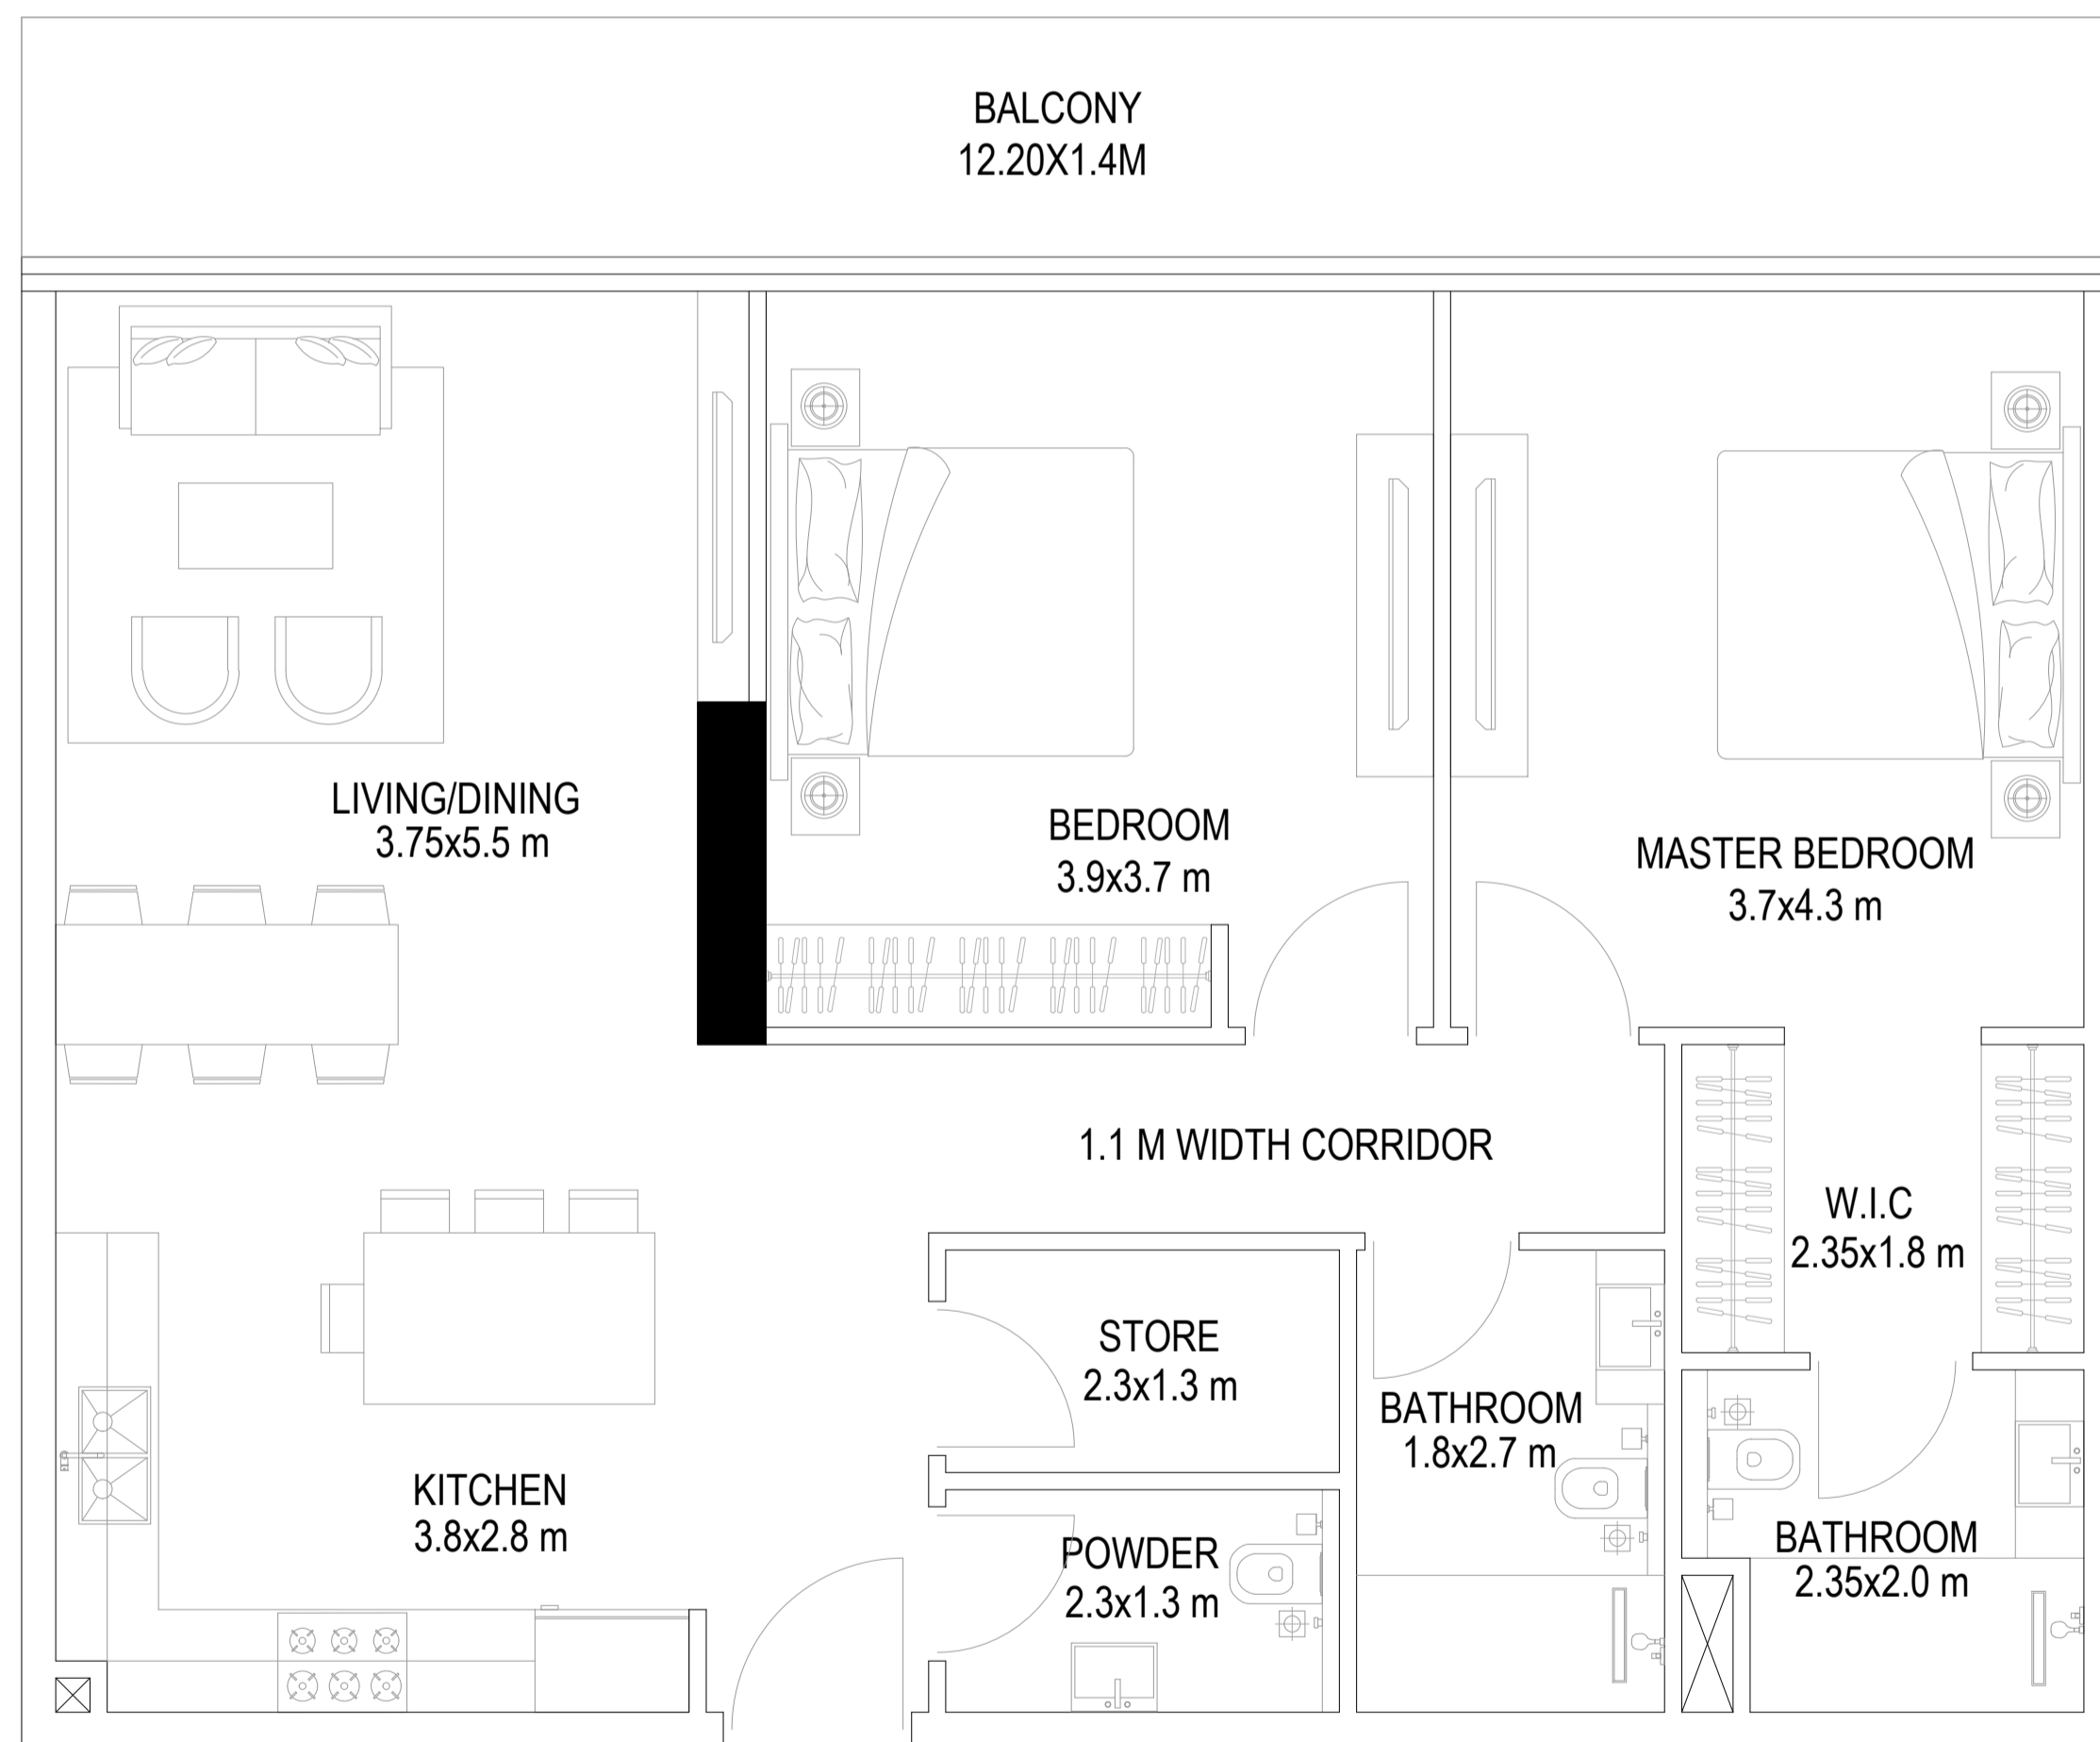 BALCONY
12.20X1.4M
LIVING/DINING
3.75x5.5 m
BEDROOM
3.9x3.7 m
MASTER BEDROOM
3.7x4.3 m
1.1 M WIDTH CORRIDOR
W.I.C
2.35x1.8 m
STORE
2.3x1.3 m
BATHROOM
1.8x2.7 m
KITCHEN
3.8x2.8 m
POWDER
2.3x1.3 m
BATHROOM
2.35x2.0 m